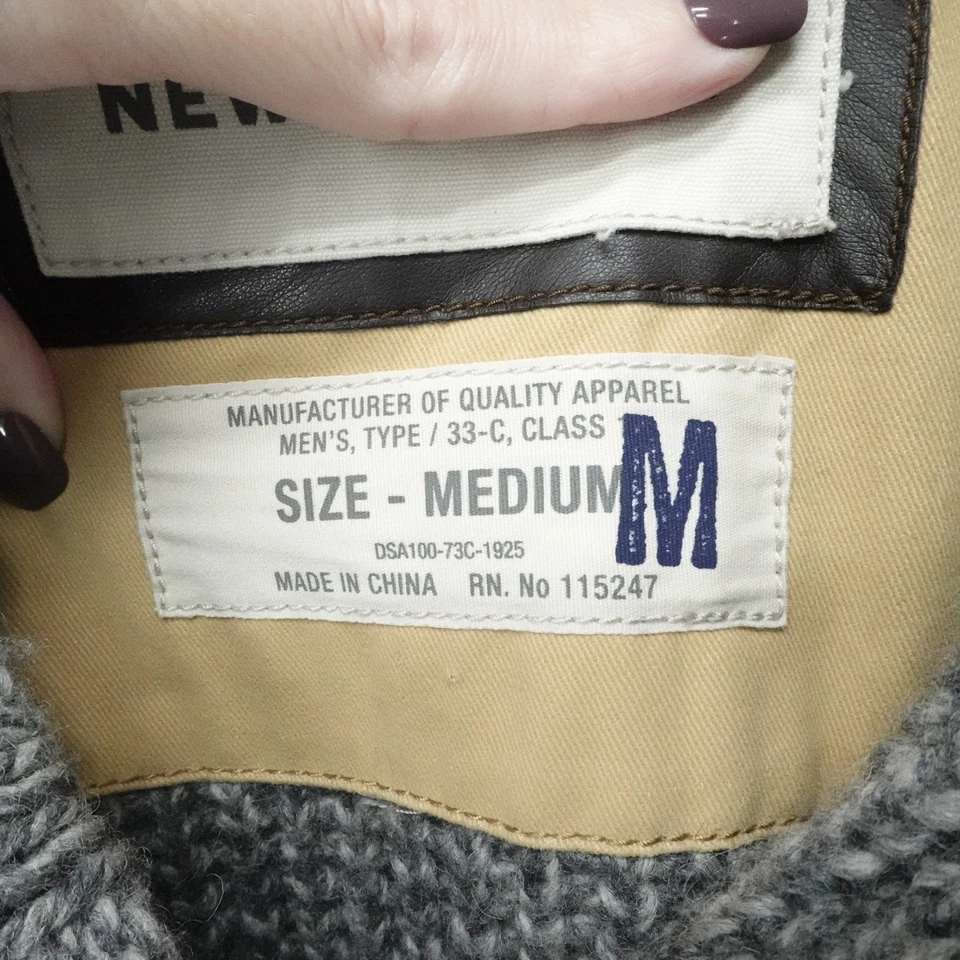 NEW
MANUFACTURER OF QUALITY APPAREL
MEN'S, TYPE / 33-C, CLASS
SIZE - MEDIUM
M
DSA100-73C-1925
MADE IN CHINA RN. No 115247